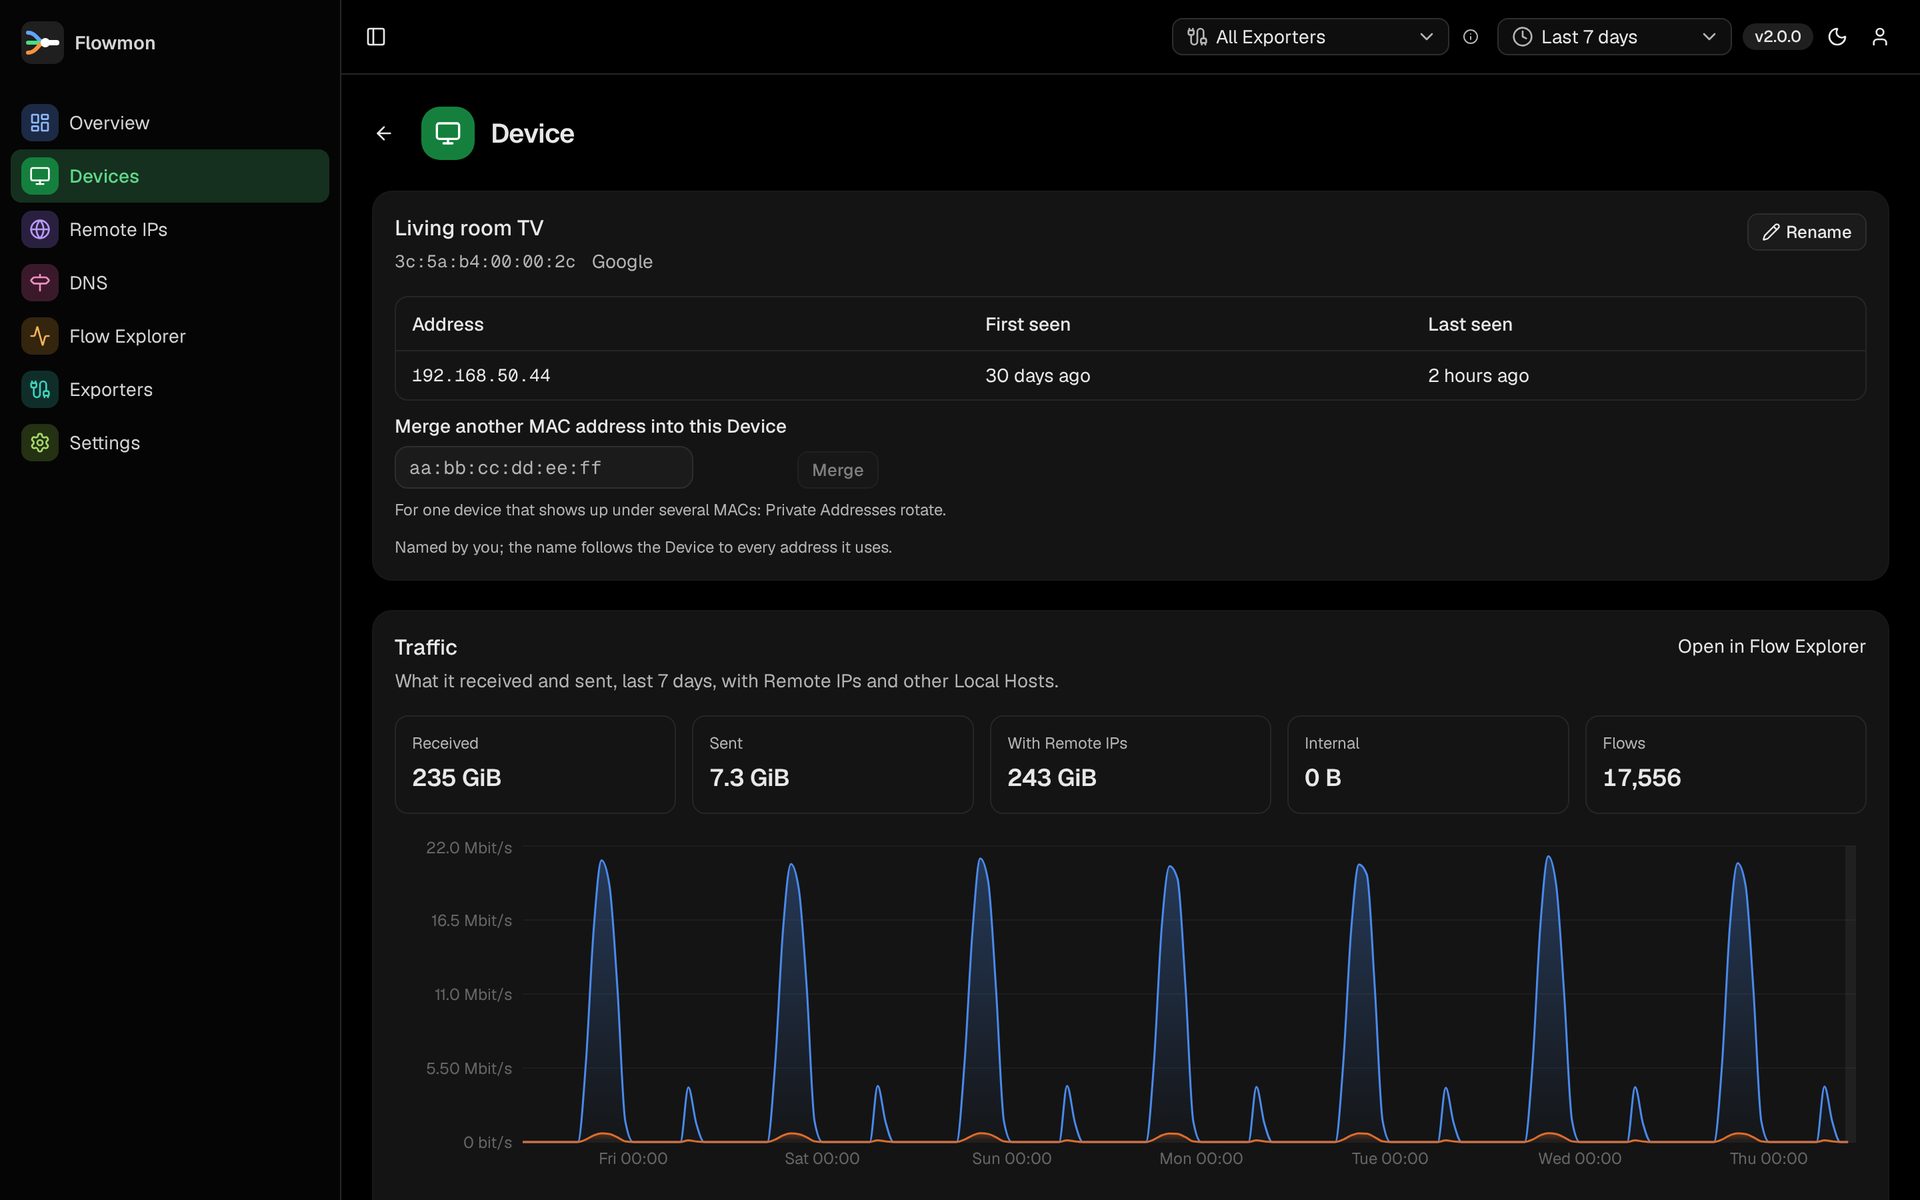 Flowmon
All Exporters
Last 7 days
v2.0.0
Overview
Devices
Remote IPs
DNS
Flow Explorer
Exporters
Settings
Device
Living room TV
Rename
3c:5a:b4:00:00:2c Google
Address First seen Last seen
192.168.50.44 30 days ago 2 hours ago
Merge another MAC address into this Device
aa:bb:cc:dd:ee:ff Merge
For one device that shows up under several MACs: Private Addresses rotate.
Named by you; the name follows the Device to every address it uses.
Traffic
Open in Flow Explorer
What it received and sent, last 7 days, with Remote IPs and other Local Hosts.
Received
235 GiB
Sent
7.3 GiB
With Remote IPs
243 GiB
Internal
0 B
Flows
17,556
22.0 Mbit/s
16.5 Mbit/s
11.0 Mbit/s
5.50 Mbit/s
0 bit/s
Fri 00:00 Sat 00:00 Sun 00:00 Mon 00:00 Tue 00:00 Wed 00:00 Thu 00:00